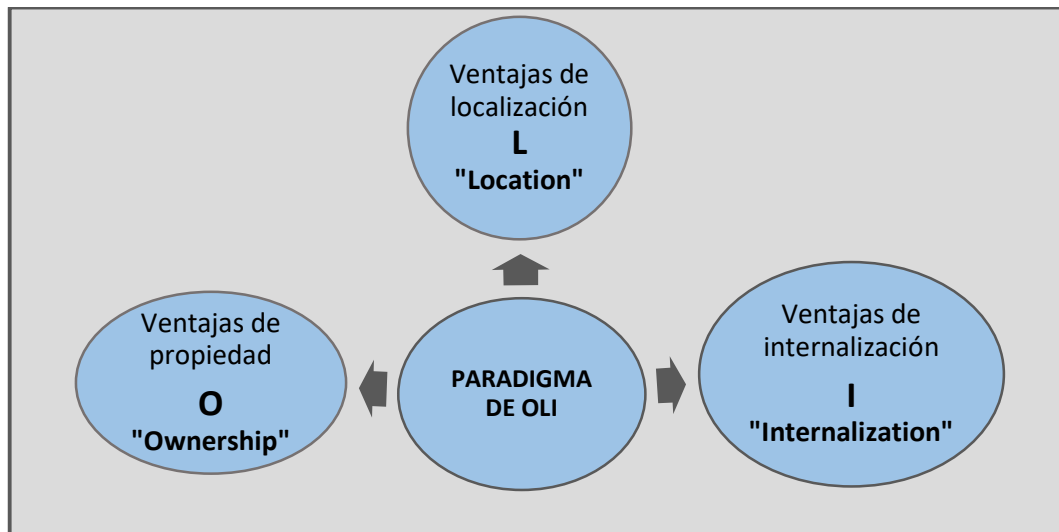 Ventajas de
localización
L
"Location"
Ventajas de
propiedad
O
"Ownership"
PARADIGMA
DE OLI
Ventajas de
internalización
I
"Internalization"